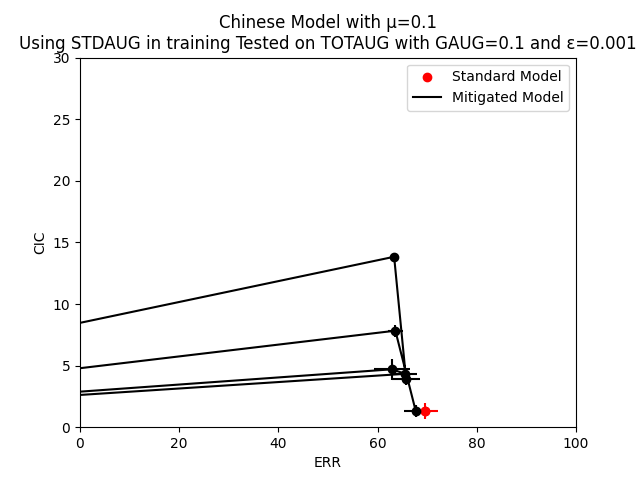 Chinese Model with μ=0.1
Using STDAUG in training Tested on TOTAUG with GAUG=0.1 and ε=0.001
Standard Model
Mitigated Model
30
25
20
15
10
5
0
CIC
0 20 40 60 80 100
ERR